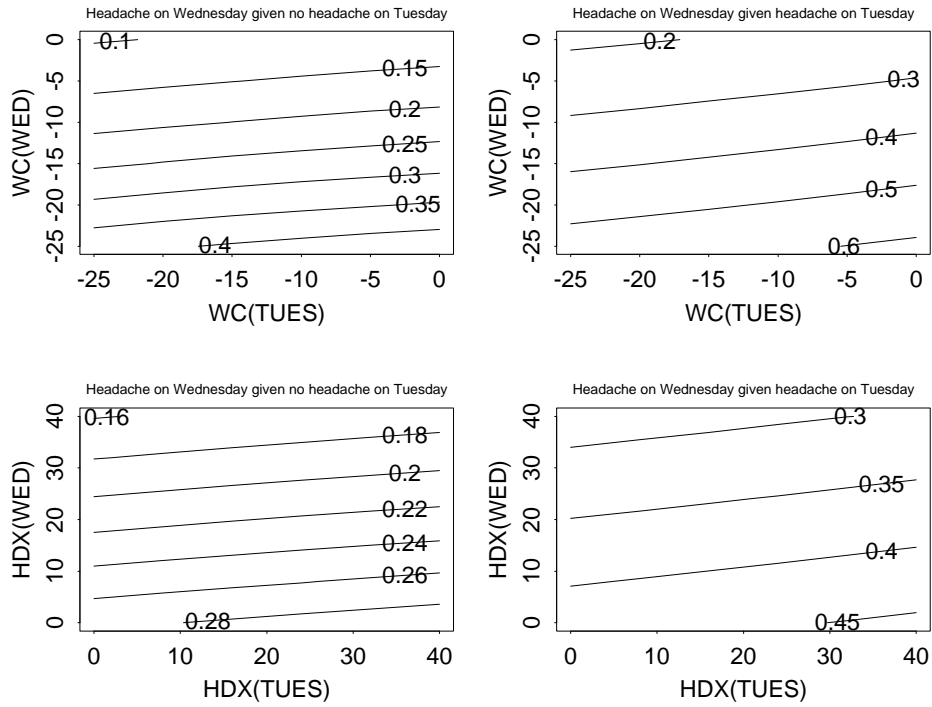 Headache on Wednesday given no headache on Tuesday
WC(WED)
0
-5
-10
-15
-20
-25
0.1
0.15
0.2
0.25
0.3
0.35
0.4
-25 -20 -15 -10 -5 0
WC(TUES)
Headache on Wednesday given headache on Tuesday
WC(WED)
0
-5
-10
-15
-20
-25
0.2
0.3
0.4
0.5
0.6
-25 -20 -15 -10 -5 0
WC(TUES)
Headache on Wednesday given no headache on Tuesday
HDX(WED)
40
30
20
10
0
0.16
0.18
0.2
0.22
0.24
0.26
0.28
0 10 20 30 40
HDX(TUES)
Headache on Wednesday given headache on Tuesday
HDX(WED)
40
30
20
10
0
0.3
0.35
0.4
0.45
0 10 20 30 40
HDX(TUES)